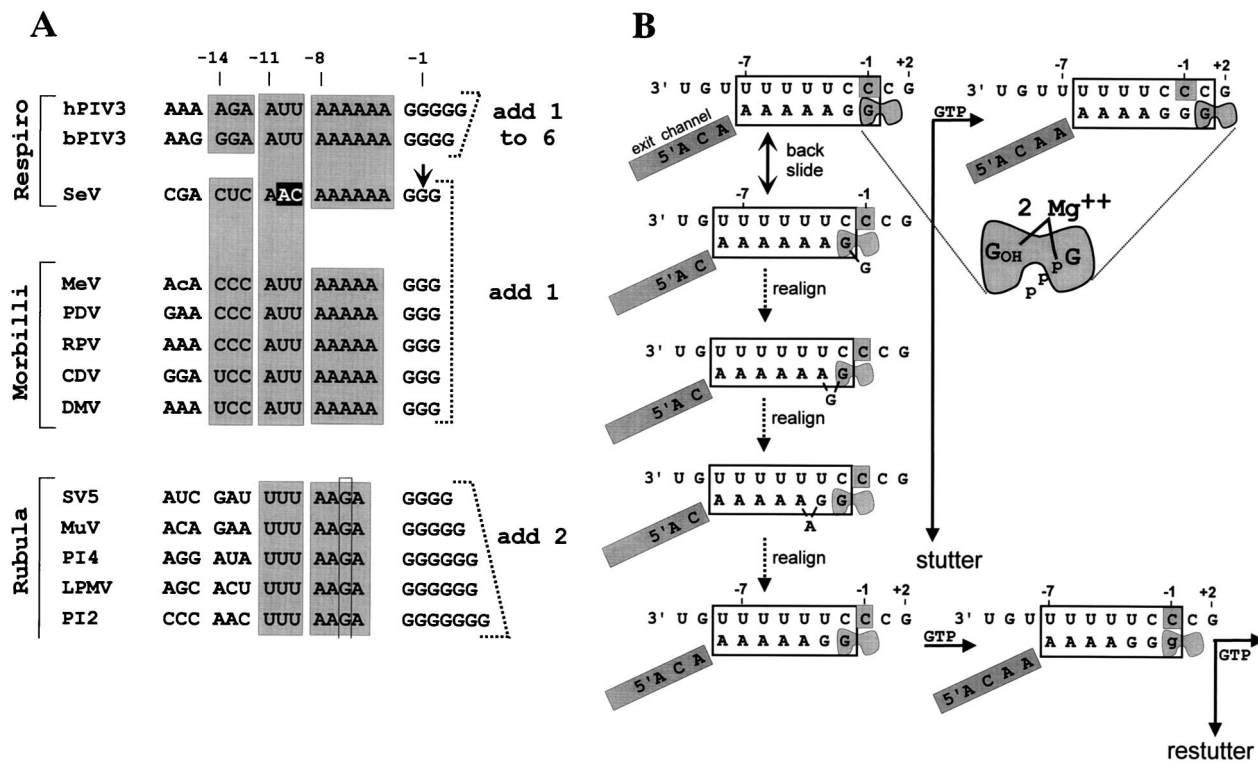 A
-14 -11 -8 -1
Respiro
hPIV3 AAA AGA AUU AAAAAA GGGGG
bPIV3 AAG GGA AUU AAAAAA GGGG
add 1
to 6
SeV CGA CUC AAC AAAAAA GGG
Morbilli
MeV AcA CCC AUU AAAAA GGG
PDV GAA CCC AUU AAAAA GGG
RPV AAA CCC AUU AAAAA GGG
CDV GGA UCC AUU AAAAA GGG
DMV AAA UCC AUU AAAAA GGG
add 1
Rubula
SV5 AUC GAU UUU AAGA GGGG
MuV ACA GAA UUU AAGA GGGGG
PI4 AGG AUA UUU AAGA GGGGGG
LPMV AGC ACU UUU AAGA GGGGGG
PI2 CCC AAC UUU AAGA GGGGGGG
add 2
B
-7 -1 +2
3' U G U U U U U U C C C G
A A A A A G G
exit channel
5'A C A
back
slide
-7 -1
3' U G U U U U U U C C C G
A A A A A A G
G
5'A C
realign
3' U G U U U U U U C C C G
A A A A A A G
G
5'A C
realign
3' U G U U U U U U C C C G
A A A A A G G
A
5'A C
realign
-7 -1 +2
3' U G U U U U U U C C C G
A A A A A G G
5'A C A
GTP
-7 -1 +2
3' U G U U U U U U C C C G
A A A A G G G
5'A C A A
2 Mg++
GOH
p p p G
stutter
GTP
-7 -1 +2
3' U G U U U U U U C C C G
A A A A G G g
5'A C A A
GTP
restutter